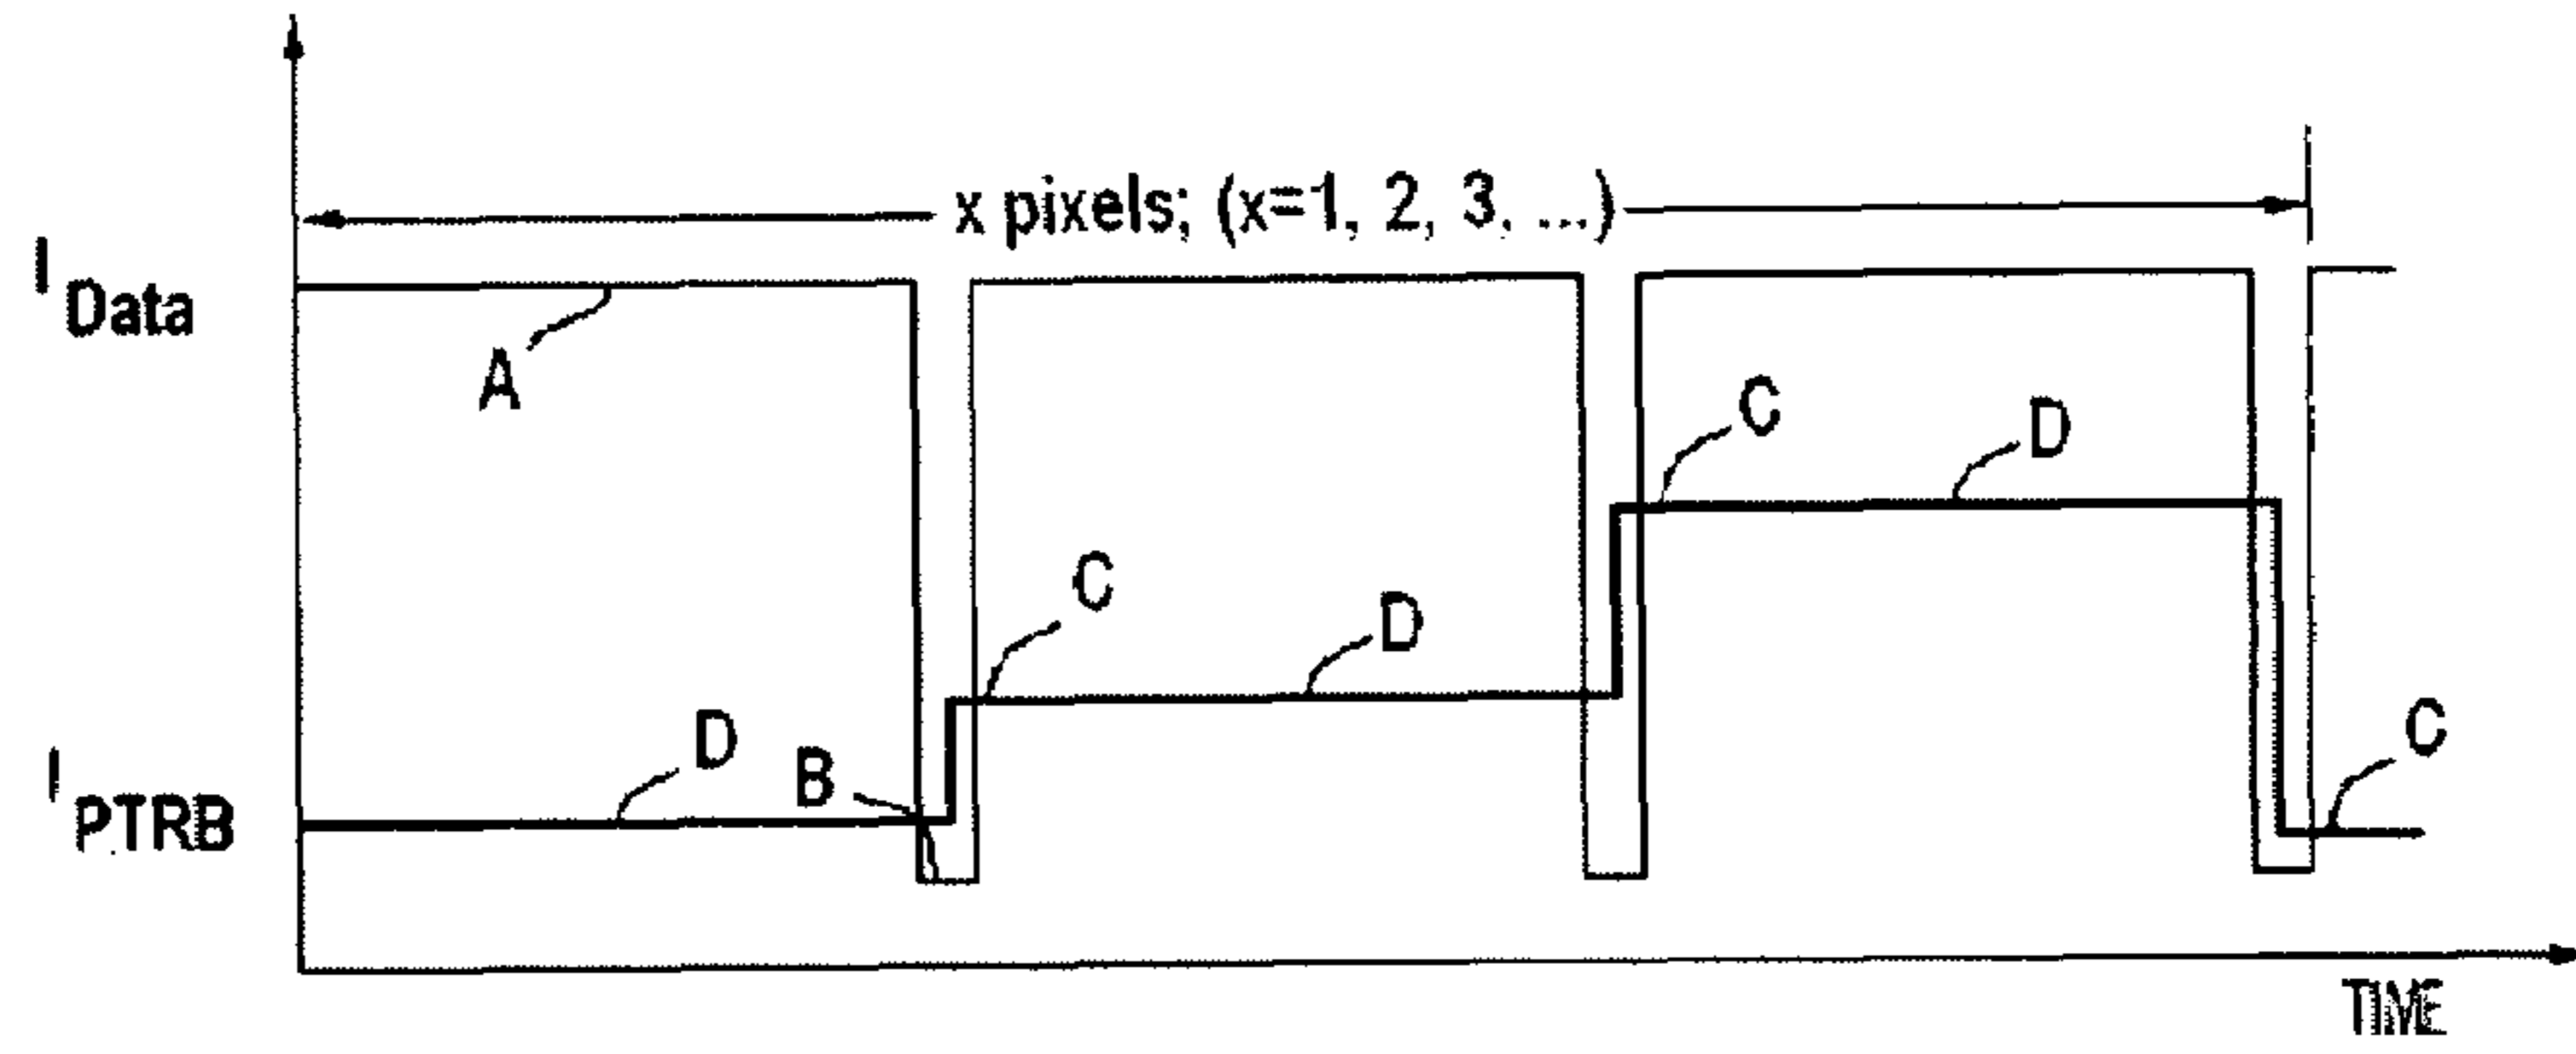 x pixels; (x=1, 2, 3, ...)
I Data
A
C
D
C
D
D
B
C
I PTRB
TIME